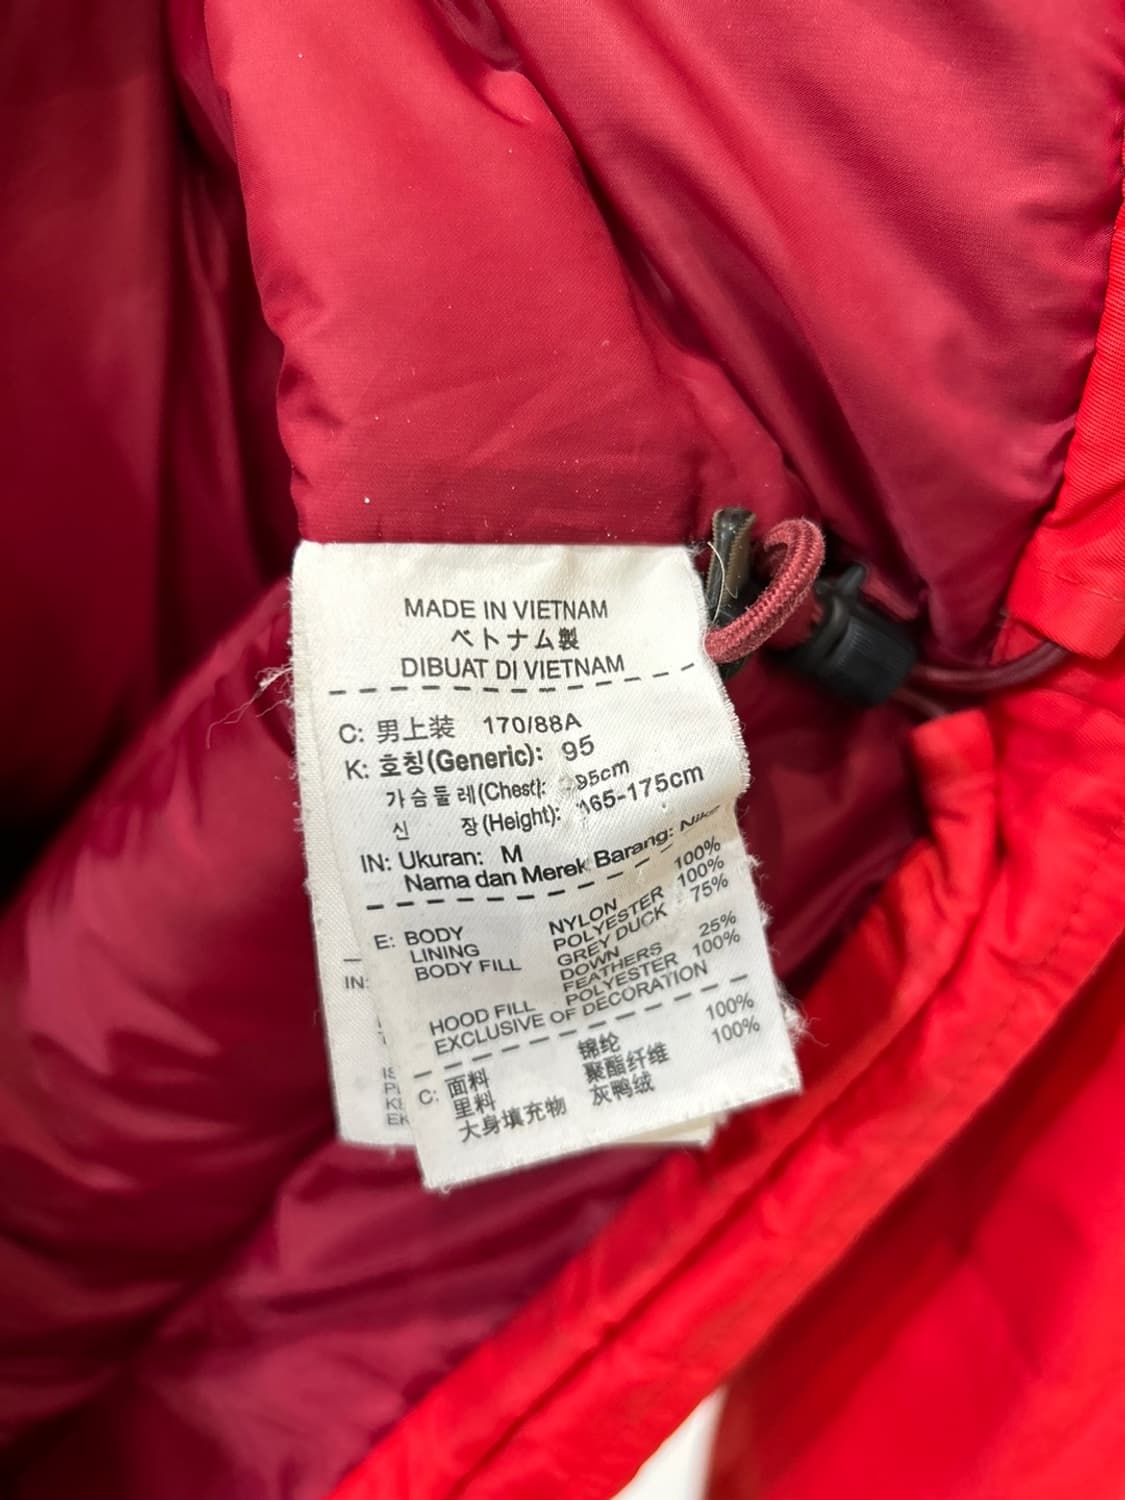 MADE IN VIETNAM
ベトナム製
DIBUAT DI VIETNAM
C: 男上装 170/88A
K: 호칭(Generic): 95
가슴둘레(Chest): 95cm
신 장(Height): 165-175cm
IN: Ukuran: M
Nama dan Merek Barang: Nike
E: BODY NYLON 100%
LINING POLYESTER 100%
BODY FILL GREY DUCK 75%
DOWN
FEATHERS 25%
HOOD FILL POLYESTER 100%
EXCLUSIVE OF DECORATION
C: 面料 锦纶 100%
里料 聚酯纤维 100%
大身填充物 灰鸭绒
IN: